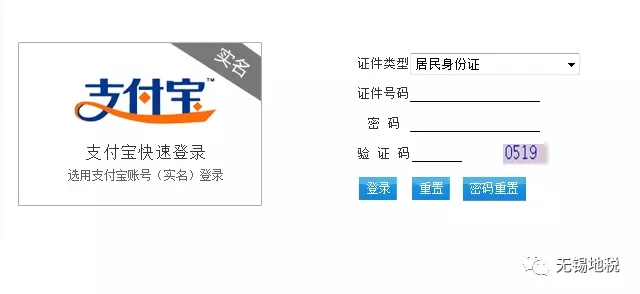 实名
支付宝™
支付宝快速登录
选用支付宝账号（实名）登录
证件类型 居民身份证
证件号码
密 码
验 证 码 0519
登录 重置 密码重置
无锡地税